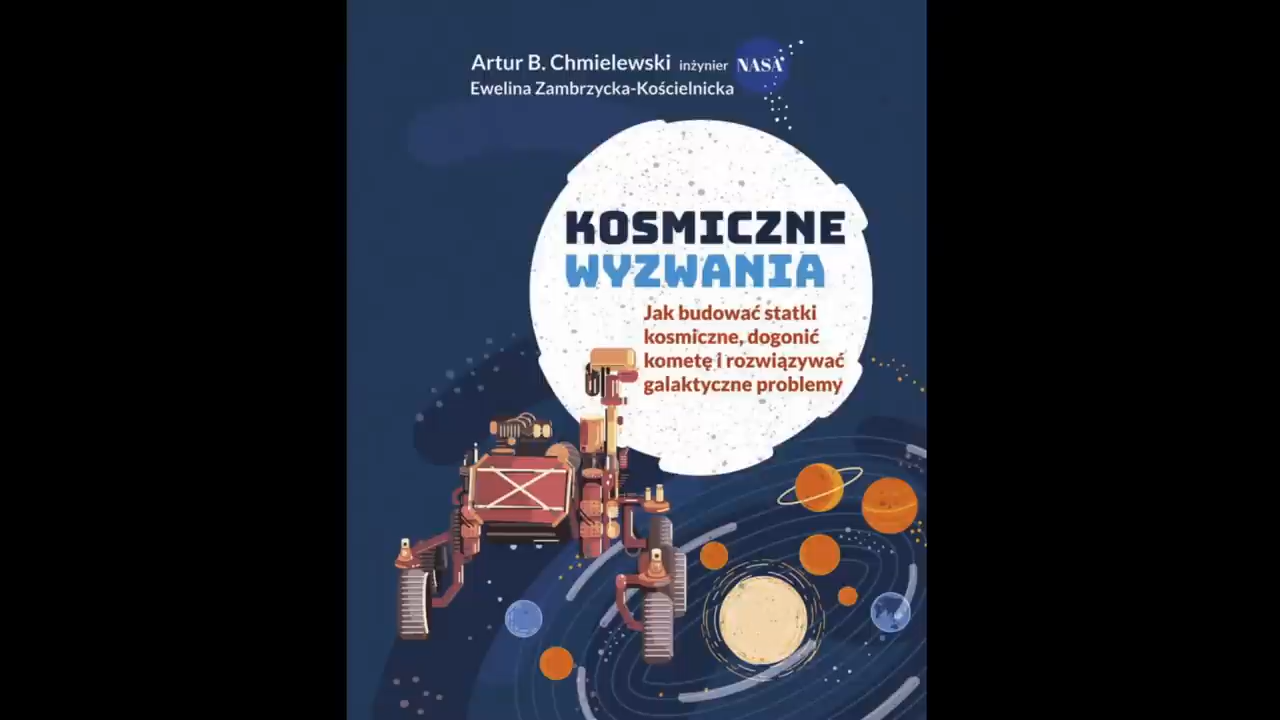 Artur B. Chmielewski inżynier NASA
Ewelina Zambrzycka-Kościelnicka
KOSMICZNE
WYZWANIA
Jak budować statki
kosmiczne, dogonić
kometę i rozwiązywać
galaktyczne problemy